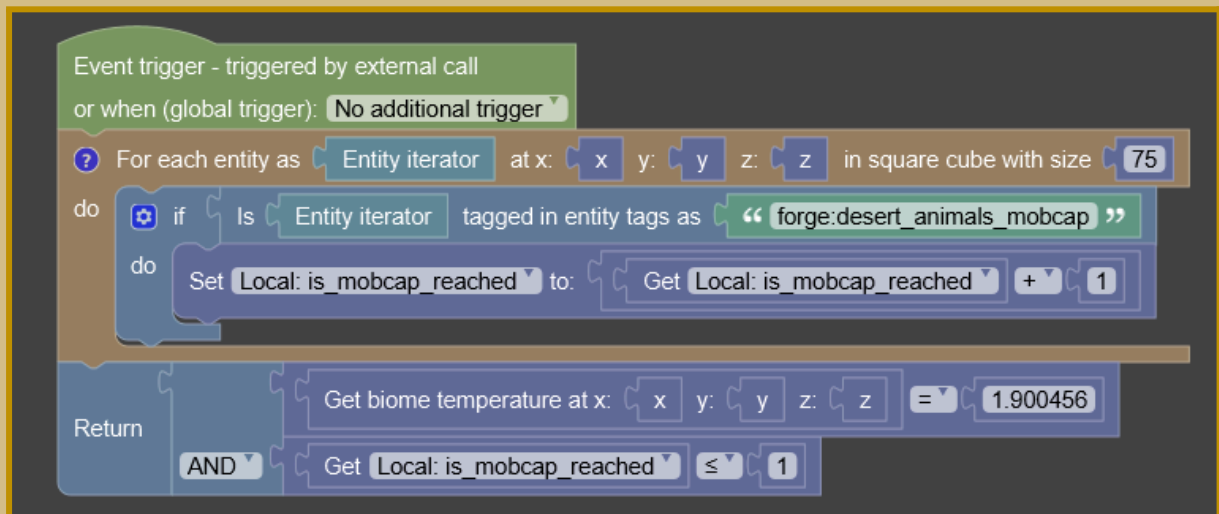 Event trigger - triggered by external call
or when (global trigger): No additional trigger
? For each entity as Entity iterator at x: x y: y z: z in square cube with size 75
do if Is Entity iterator tagged in entity tags as “ forge:desert_animals_mobcap ”
do Set Local: is_mobcap_reached to: Get Local: is_mobcap_reached + 1
Get biome temperature at x: x y: y z: z = 1.900456
Return
AND Get Local: is_mobcap_reached ≤ 1